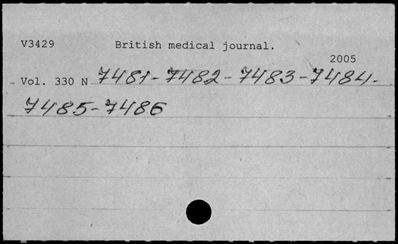 V3429 British medical journal.
2005
Vol. 330 N 7481-7482-7483-7484-
7485-7486